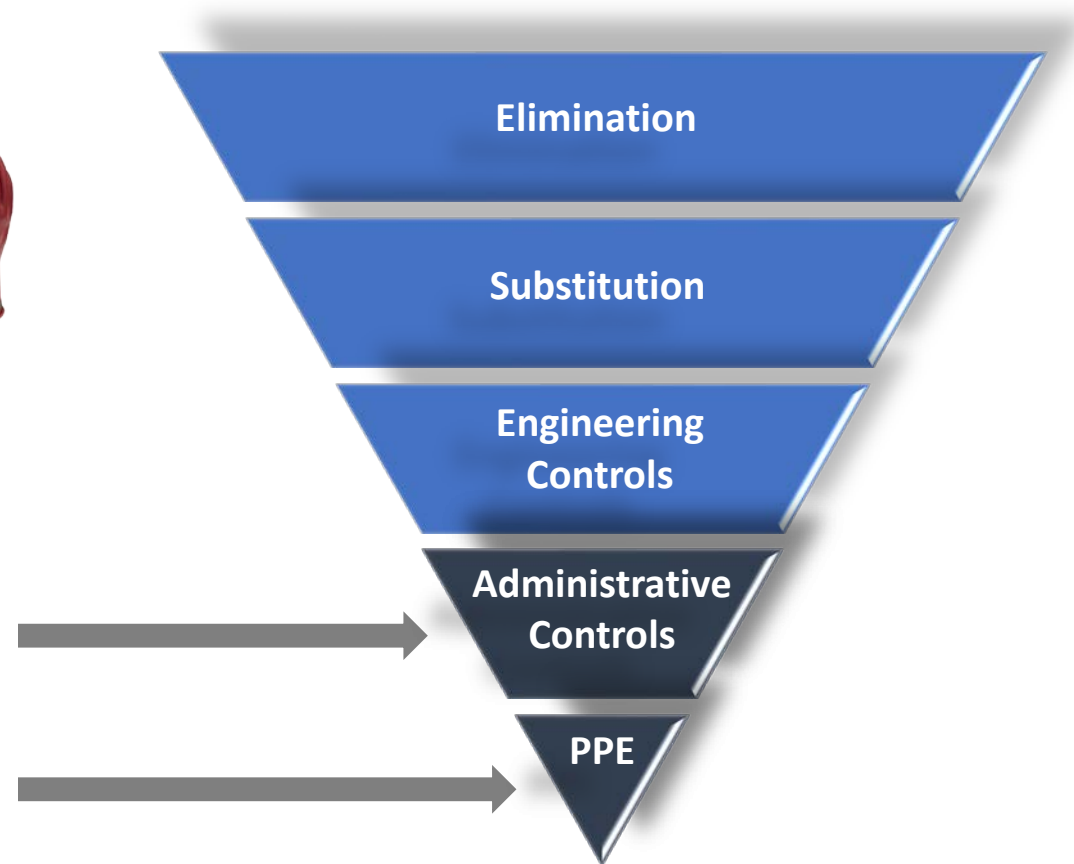 Elimination
Substitution
Engineering
Controls
Administrative
Controls
PPE